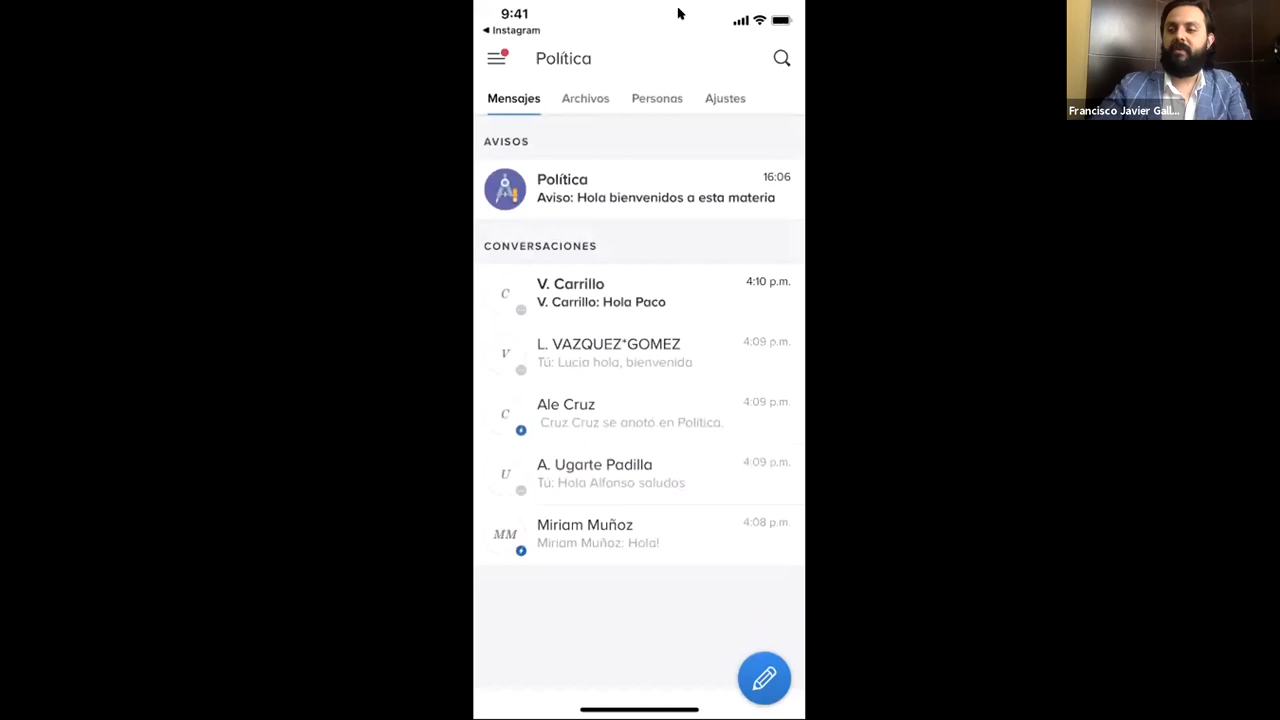 9:41
Instagram
Política
Mensajes Archivos Personas Ajustes
AVISOS
Política 16:06
Aviso: Hola bienvenidos a esta materia
CONVERSACIONES
C V. Carrillo 4:10 p.m.
V. Carrillo: Hola Paco
V L. VAZQUEZ*GOMEZ 4:09 p.m.
Tú: Lucia hola, bienvenida
C Ale Cruz 4:09 p.m.
Cruz Cruz se anotó en Política.
U A. Ugarte Padilla 4:09 p.m.
Tú: Hola Alfonso saludos
MM Miriam Muñoz 4:08 p.m.
Miriam Muñoz: Hola!
Francisco Javier Gall...